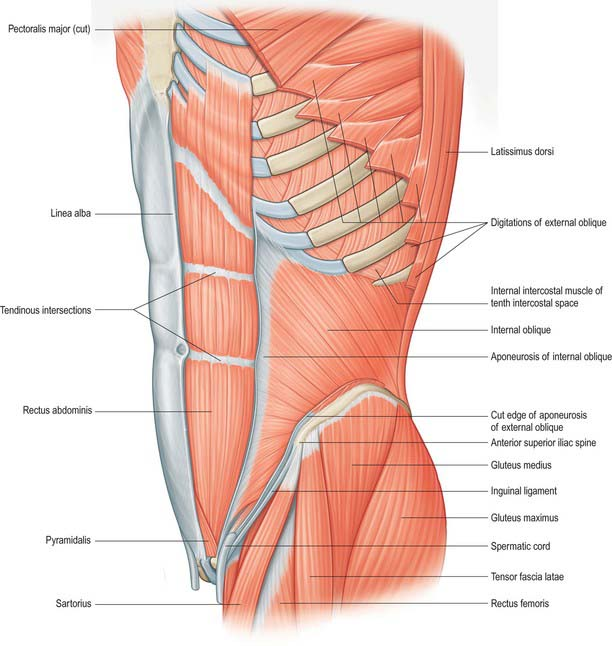 Pectoralis major (cut)
Linea alba
Tendinous intersections
Rectus abdominis
Pyramidalis
Sartorius
Latissimus dorsi
Digitations of external oblique
Internal intercostal muscle of
tenth intercostal space
Internal oblique
Aponeurosis of internal oblique
Cut edge of aponeurosis
of external oblique
Anterior superior iliac spine
Gluteus medius
Inguinal ligament
Gluteus maximus
Spermatic cord
Tensor fascia latae
Rectus femoris